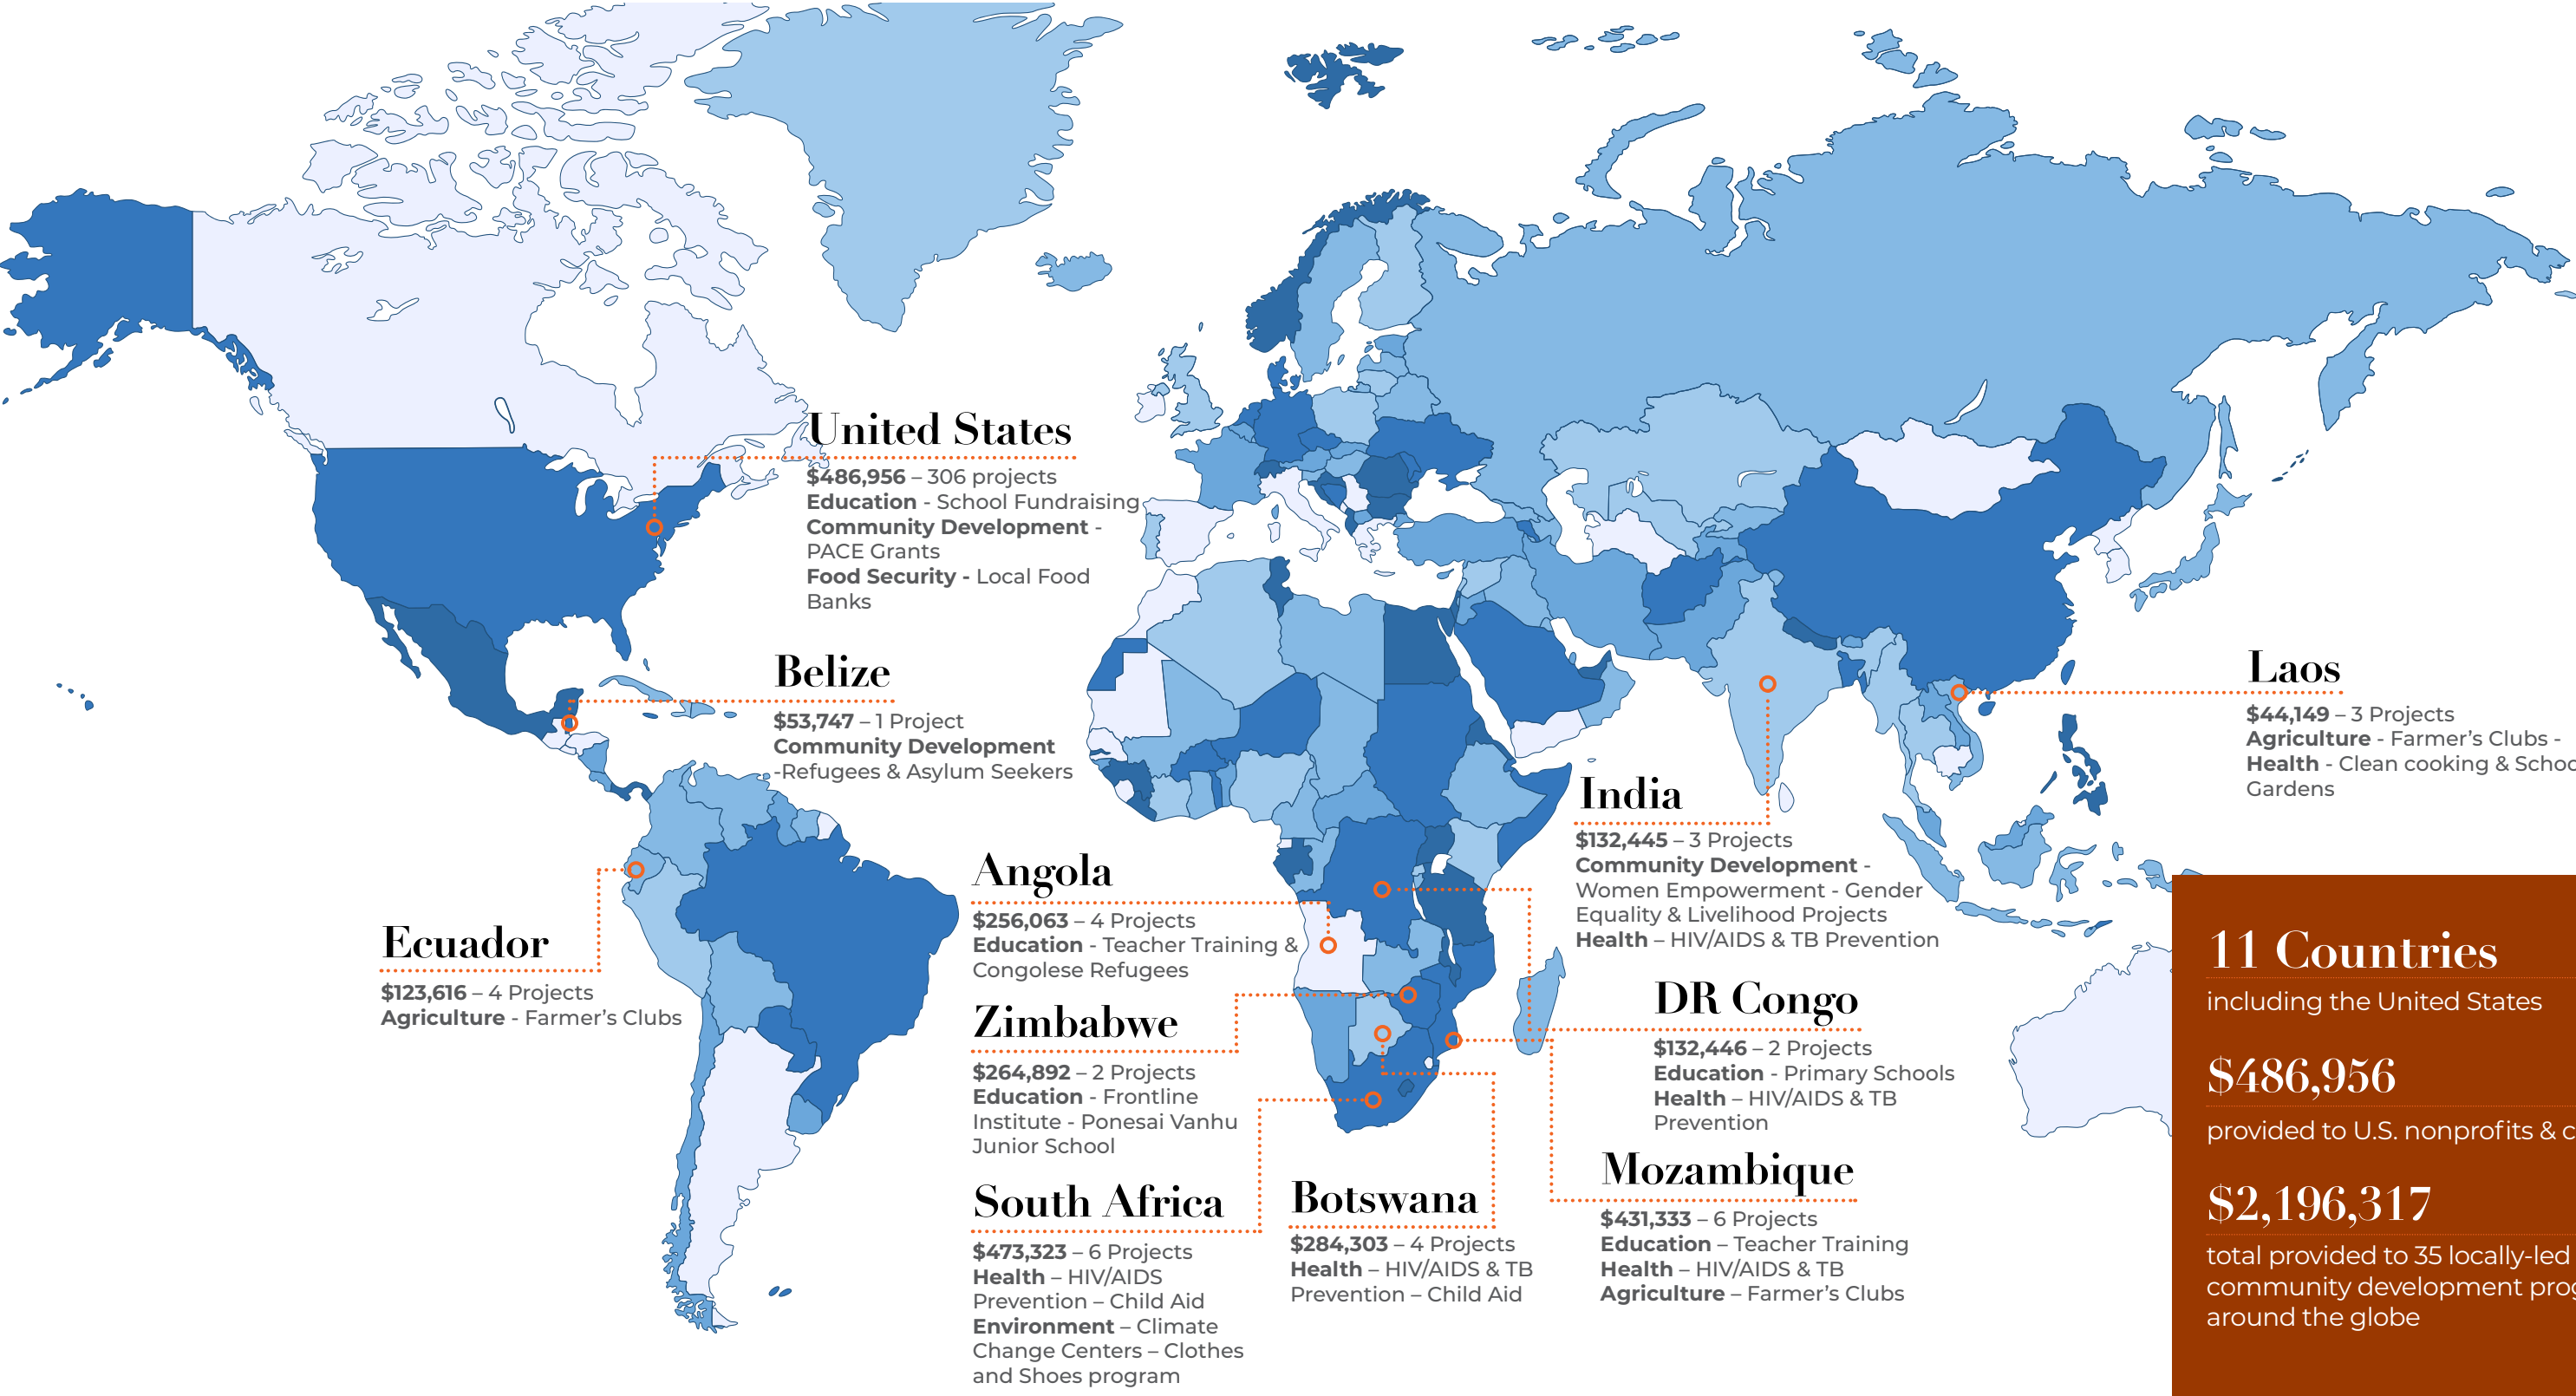 United States
$486,956 – 306 projects
Education - School Fundraising
Community Development -
PACE Grants
Food Security - Local Food
Banks
Belize
$53,747 – 1 Project
Community Development
-Refugees & Asylum Seekers
Laos
$44,149 – 3 Projects
Agriculture - Farmer’s Clubs -
Health - Clean cooking &
Gardens
India
$132,445 – 3 Projects
Community Development -
Women Empowerment - Gender
Equality & Livelihood Projects
Health – HIV/AIDS & TB Prevention
Ecuador
$123,616 – 4 Projects
Agriculture - Farmer’s Clubs
Angola
$256,063 – 4 Projects
Education - Teacher Training &
Congolese Refugees
Zimbabwe
$264,892 – 2 Projects
Education - Frontline
Institute - Ponesai Vanhu
Junior School
DR Congo
$132,446 – 2 Projects
Education - Primary Schools
Health – HIV/AIDS & TB
Prevention
South Africa
$473,323 – 6 Projects
Health – HIV/AIDS
Prevention – Child Aid
Environment – Climate
Change Centers – Clothes
and Shoes program
Botswana
$284,303 – 4 Projects
Health – HIV/AIDS & TB
Prevention – Child Aid
Mozambique
$431,333 – 6 Projects
Education – Teacher Training
Health – HIV/AIDS & TB
Agriculture – Farmer’s Clubs
11 Countries
including the United States
$486,956
provided to U.S. nonprofits &
$2,196,317
total provided to 35 locally-led
community development
around the globe